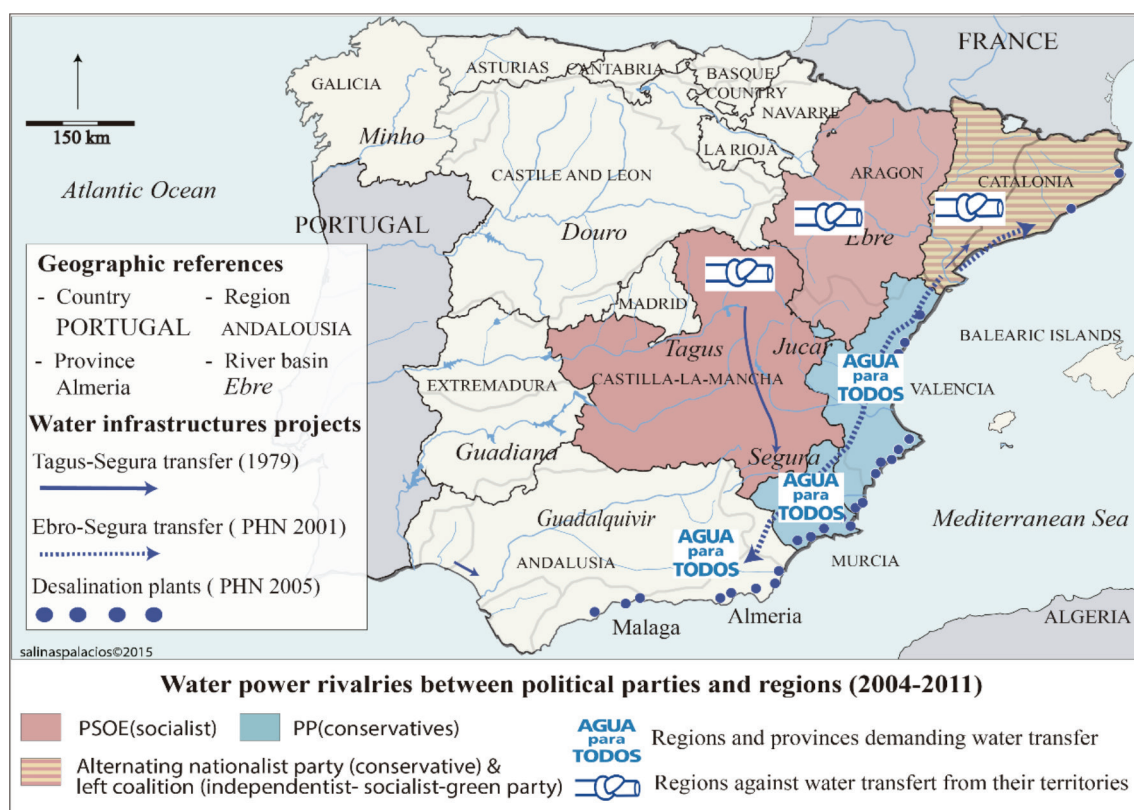 FRANCE
ASTURIAS
CANTABRIA
BASQUE
COUNTRY
GALICIA
NAVARRE
150 km
Minho
LA RIOJA
ARAGON
CATALONIA
Atlantic Ocean
CASTILE AND LEON
PORTUGAL
Douro
Ebre
Geographic references
- Country
- Region
PORTUGAL
ANDALOUSIA
- Province
- River basin
Almeria
Ebre
MADRID
BALEARIC ISLANDS
Tagus
Jucar
AGUA
para
TODOS
EXTREMADURA
CASTILLA-LA-MANCHA
VALENCIA
Water infrastructures projects
Tagus-Segura transfer (1979)
Guadiana
Segura
AGUA
para
TODOS
Ebro-Segura transfer ( PHN 2001)
Guadalquivir
Mediterranean Sea
AGUA
para
TODOS
ANDALUSIA
MURCIA
Desalination plants ( PHN 2005)
Malaga
Almeria
ALGERIA
salinaspalacios©2015
Water power rivalries between political parties and regions (2004-2011)
PSOE(socialist)
PP(conservatives)
AGUA
para
TODOS
Regions and provinces demanding water transfer
Alternating nationalist party (conservative) &
left coalition (independentist- socialist-green party)
Regions against water transfert from their territories